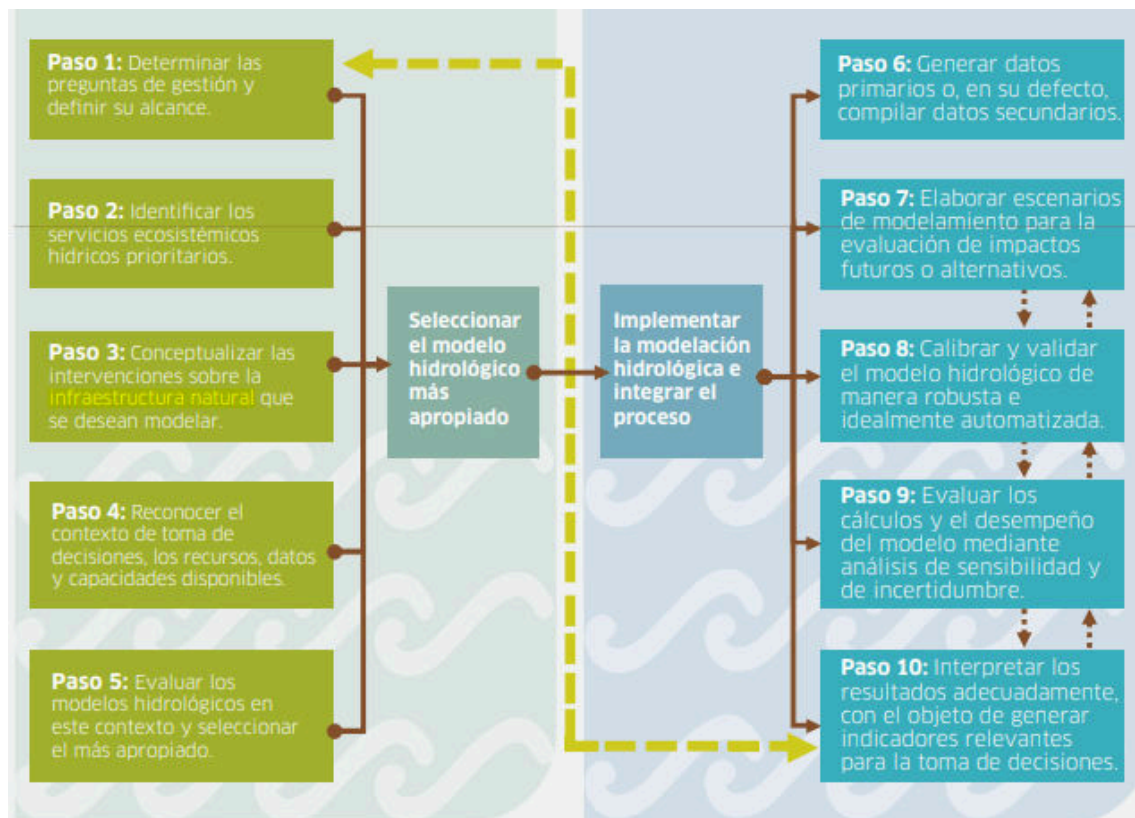 Paso 1: Determinar las
preguntas de gestión y
definir su alcance.
Paso 2: Identificar los
servicios ecosistémicos
hídricos prioritarios.
Paso 3: Conceptualizar las
intervenciones sobre la
infraestructura natural que
se desean modelar.
Paso 4: Reconocer el
contexto de toma de
decisiones, los recursos, datos
y capacidades disponibles.
Paso 5: Evaluar los
modelos hidrológicos en
este contexto y seleccionar
el más apropiado.
Seleccionar
el modelo
hidrológico
más
apropiado
Implementar
la modelación
hidrológica e
integrar el
proceso
Paso 6: Generar datos
primarios o, en su defecto,
compilar datos secundarios.
Paso 7: Elaborar escenarios
de modelamiento para la
evaluación de impactos
futuros o alternativos.
Paso 8: Calibrar y validar
el modelo hidrológico de
manera robusta e
idealmente automatizada.
Paso 9: Evaluar los
cálculos y el desempeño
del modelo mediante
análisis de sensibilidad y
de incertidumbre.
Paso 10: Interpretar los
resultados adecuadamente,
con el objeto de generar
indicadores relevantes
para la toma de decisiones.